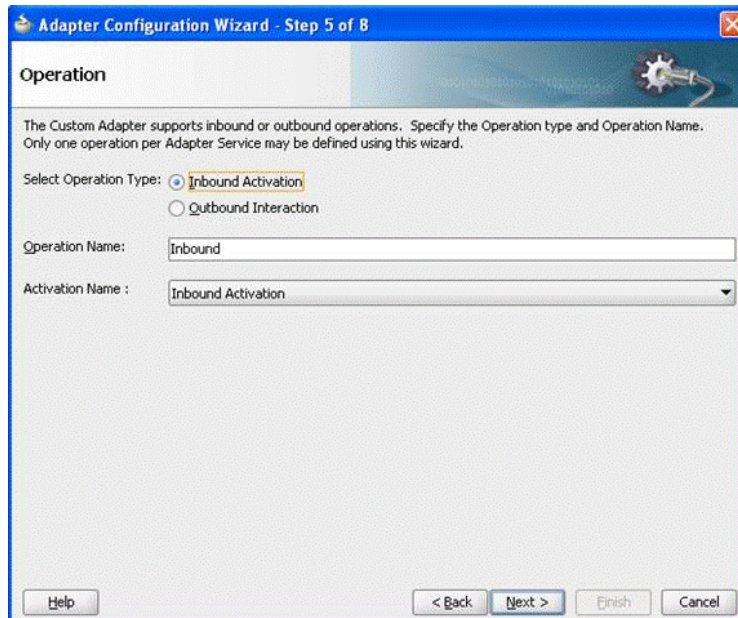 Adapter Configuration Wizard - Step 5 of 8
Operation
The Custom Adapter supports inbound or outbound operations.  Specify the Operation type and Operation Name.
Only one operation per Adapter Service may be defined using this wizard.
Select Operation Type: Inbound Activation
Outbound Interaction
Operation Name: Inbound
Activation Name : Inbound Activation
Help < Back Next > Finish Cancel